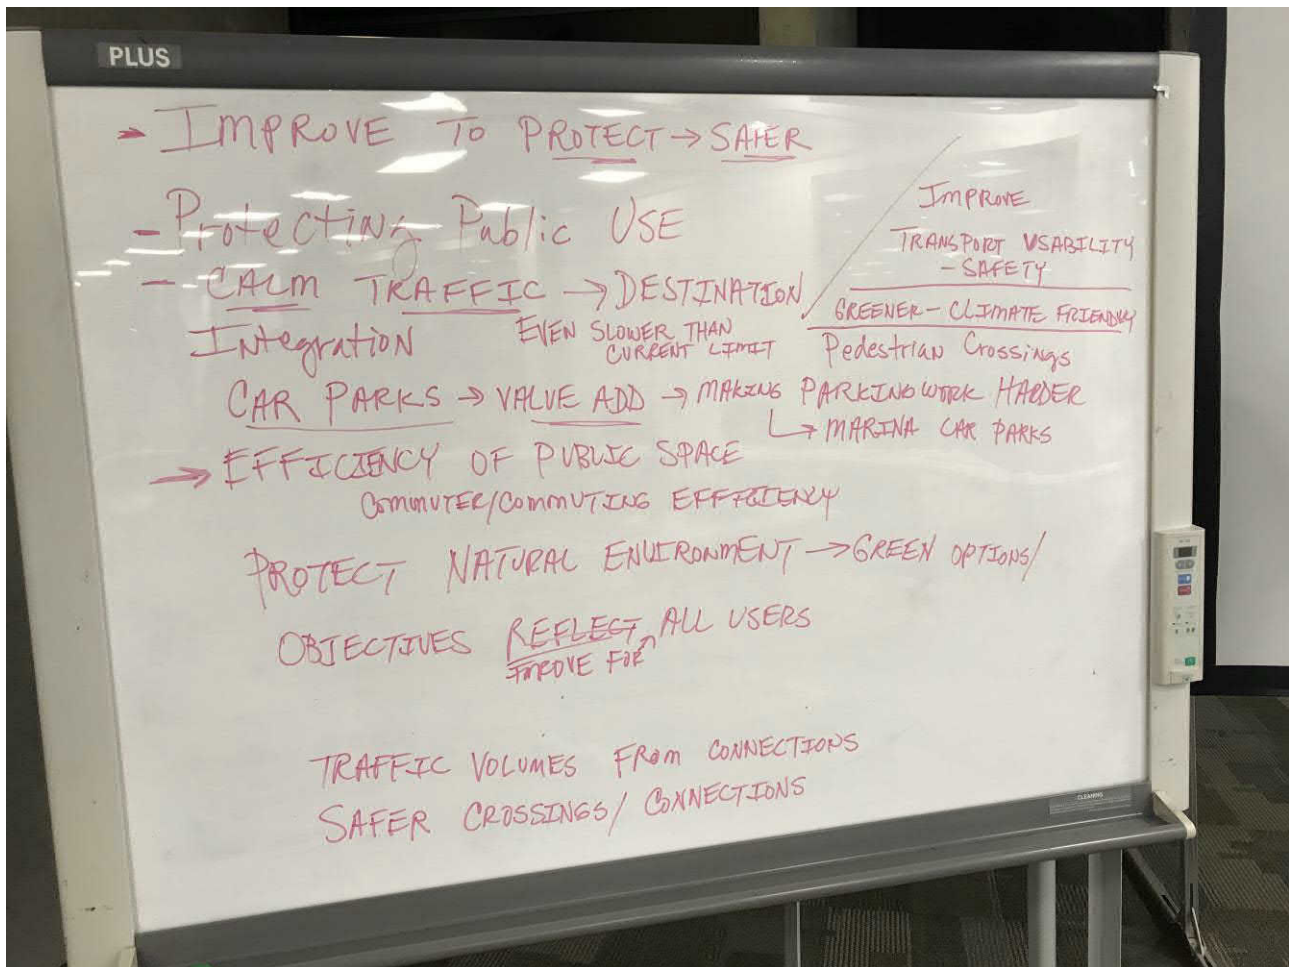 PLUS
→ IMPROVE TO PROTECT → SAFER
- Protecting Public USE
- CALM TRAFFIC → DESTINATION
EVEN SLOWER THAN
CURRENT LIMIT
Integration
IMPROVE
TRANSPORT USABILITY
- SAFETY
GREENER - CLIMATE FRIENDLY
Pedestrian Crossings
CAR PARKS → VALUE ADD → MAKING PARKING WORK HARDER
↳ MARINA CAR PARKS
→ EFFICIENCY OF PUBLIC SPACE
COMMUTER/COMMUTING EFFICIENCY
PROTECT NATURAL ENVIRONMENT → GREEN OPTIONS/
OBJECTIVES REFLECT ALL USERS
IMPROVE FOR
TRAFFIC VOLUMES FROM CONNECTIONS
SAFER CROSSINGS/ CONNECTIONS
CLEANING